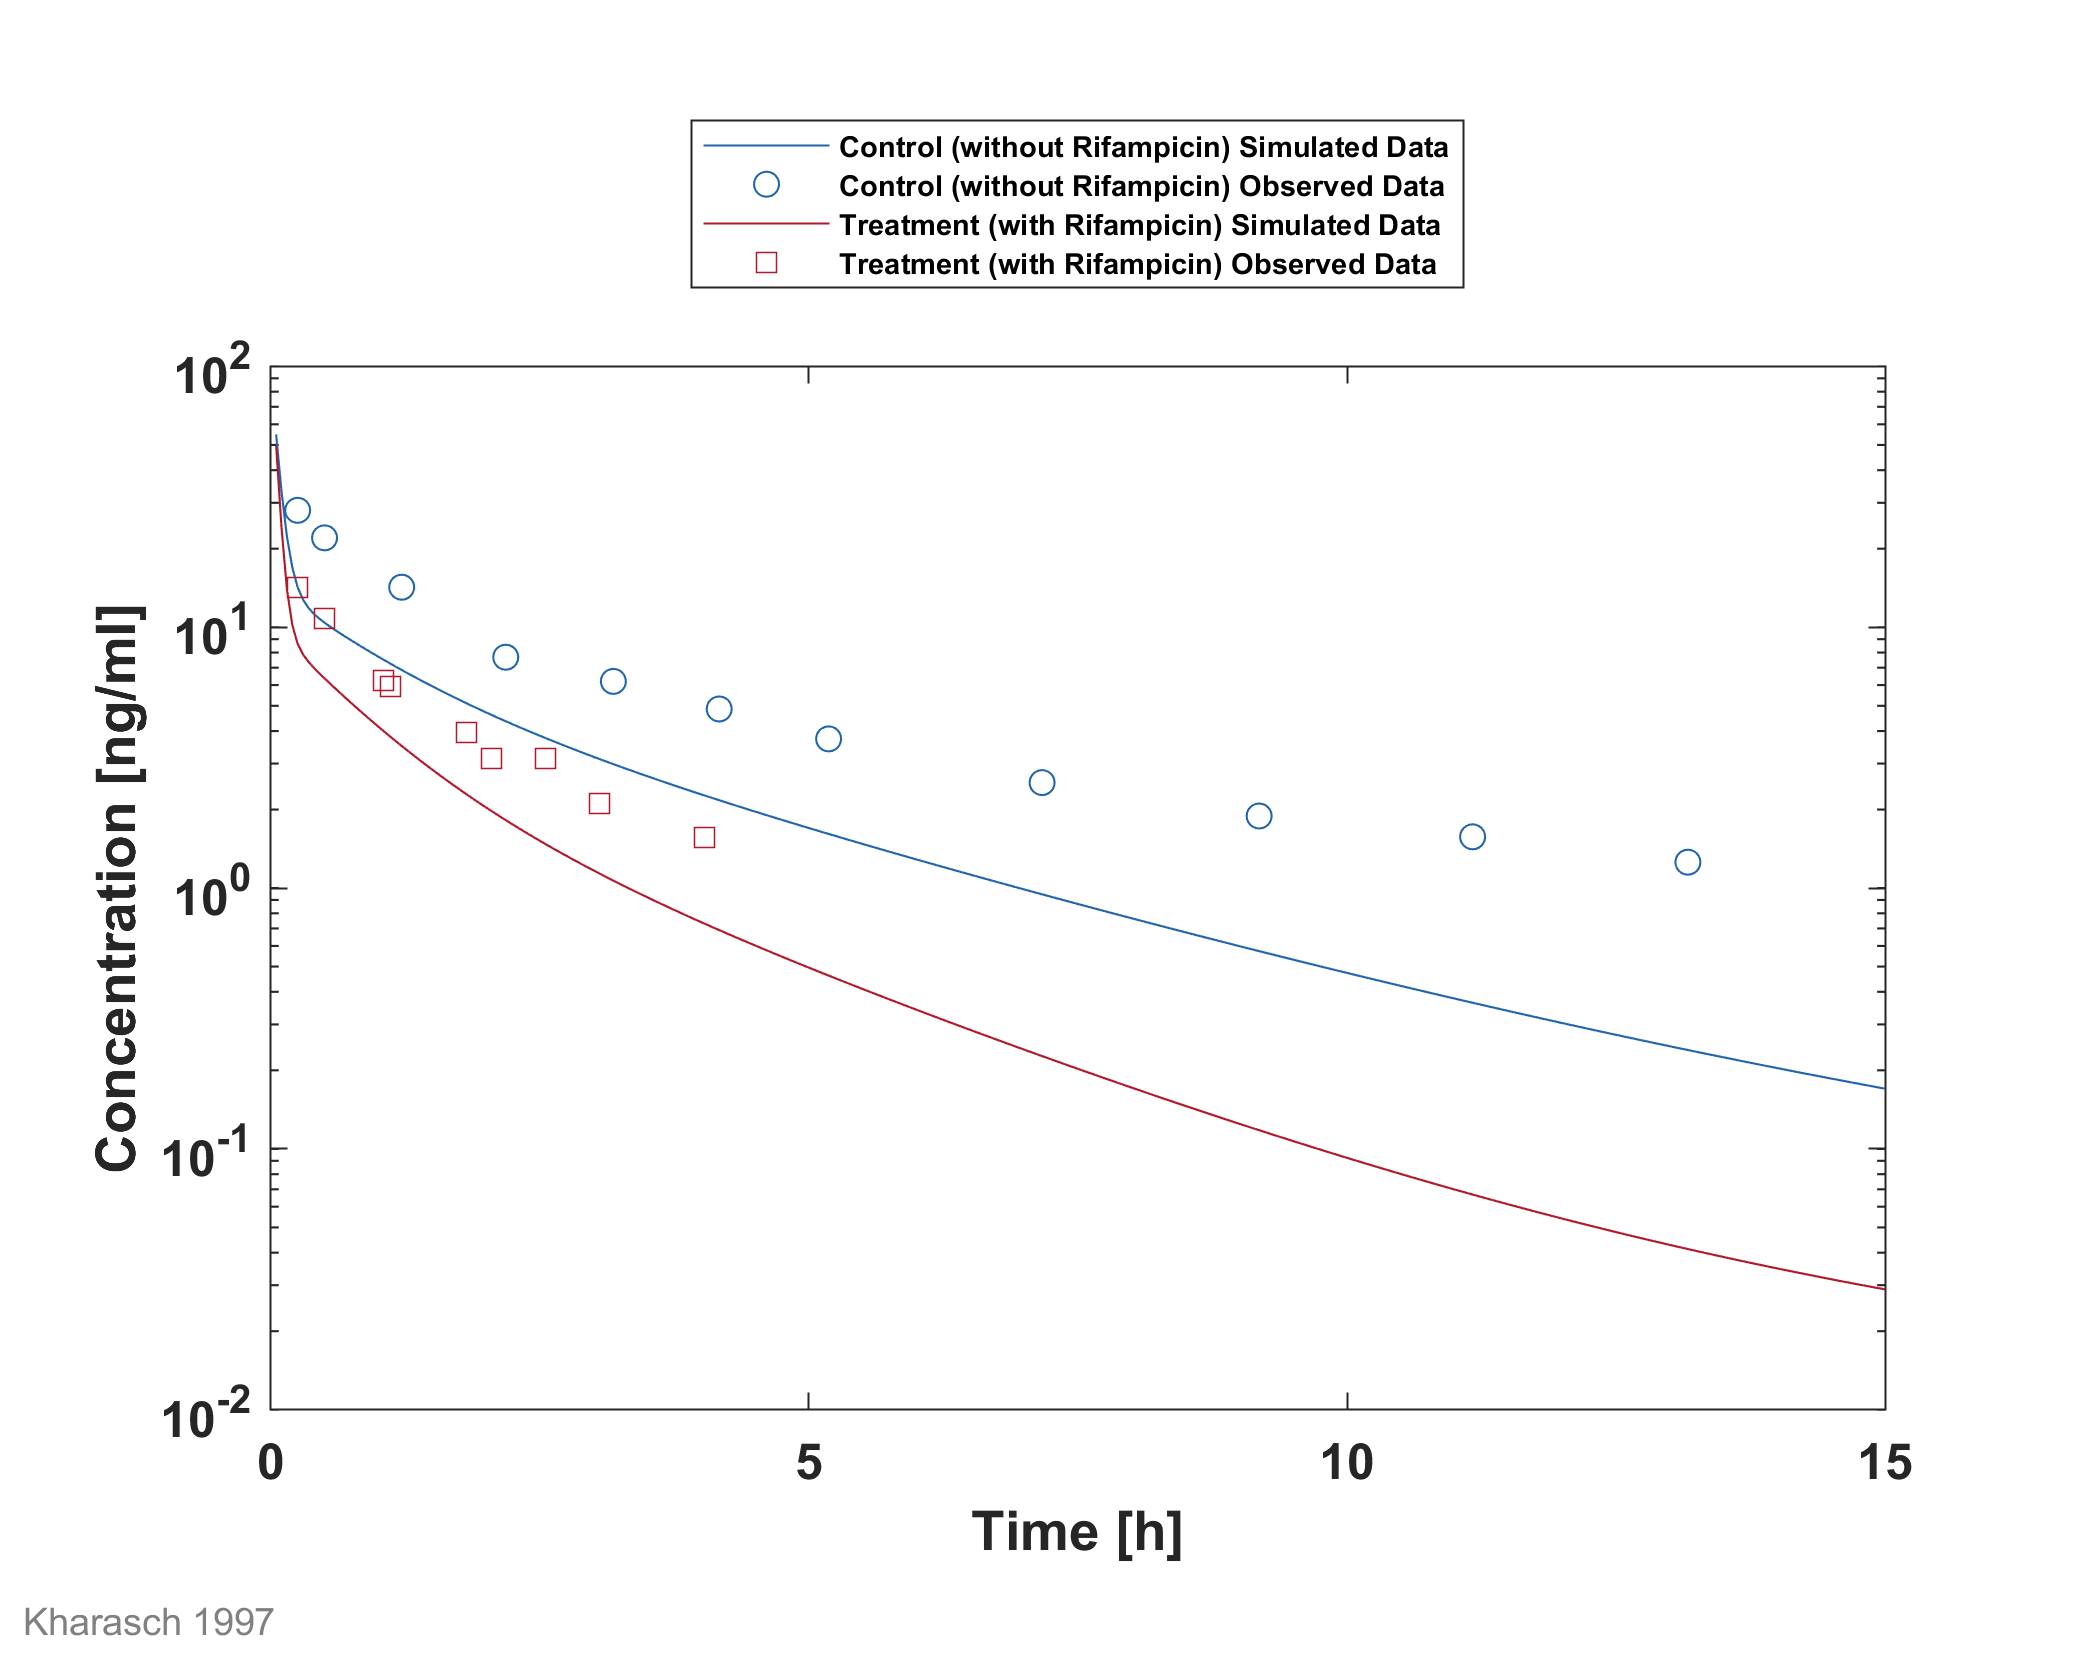 Control (without Rifampicin) Simulated Data
Control (without Rifampicin) Observed Data
Treatment (with Rifampicin) Simulated Data
Treatment (with Rifampicin) Observed Data
10^2
10^1
10^0
10^-1
10^-2
Concentration [ng/ml]
0 5 10 15
Time [h]
Kharasch 1997